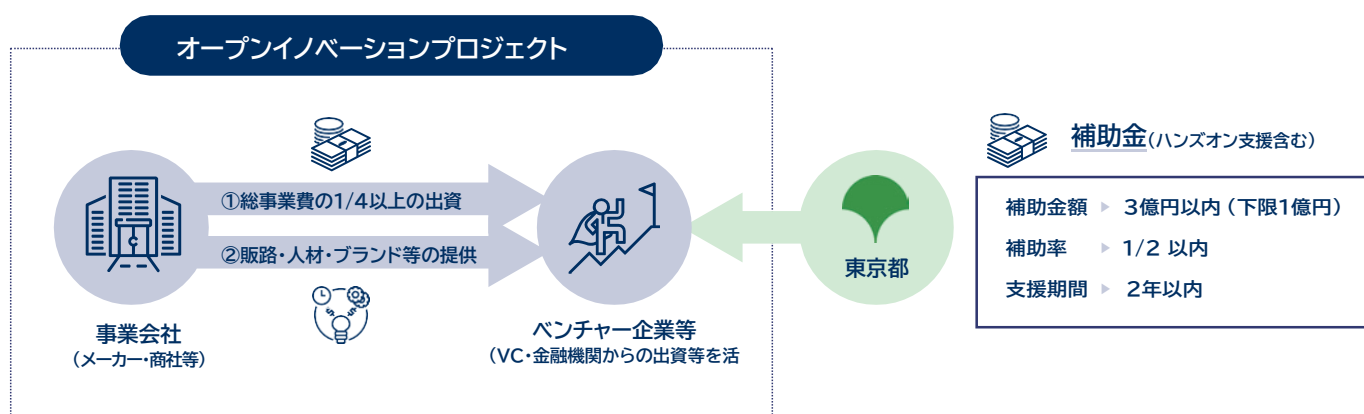 オープンイノベーションプロジェクト
①総事業費の1/4以上の出資
②販路・人材・ブランド等の提供
事業会社
(メーカー・商社等)
ベンチャー企業等
(VC・金融機関からの出資等を活
東京都
補助金(ハンズオン支援含む)
補助金額 ▶ 3億円以内(下限1億円)
補助率 ▶ 1/2 以内
支援期間 ▶ 2年以内